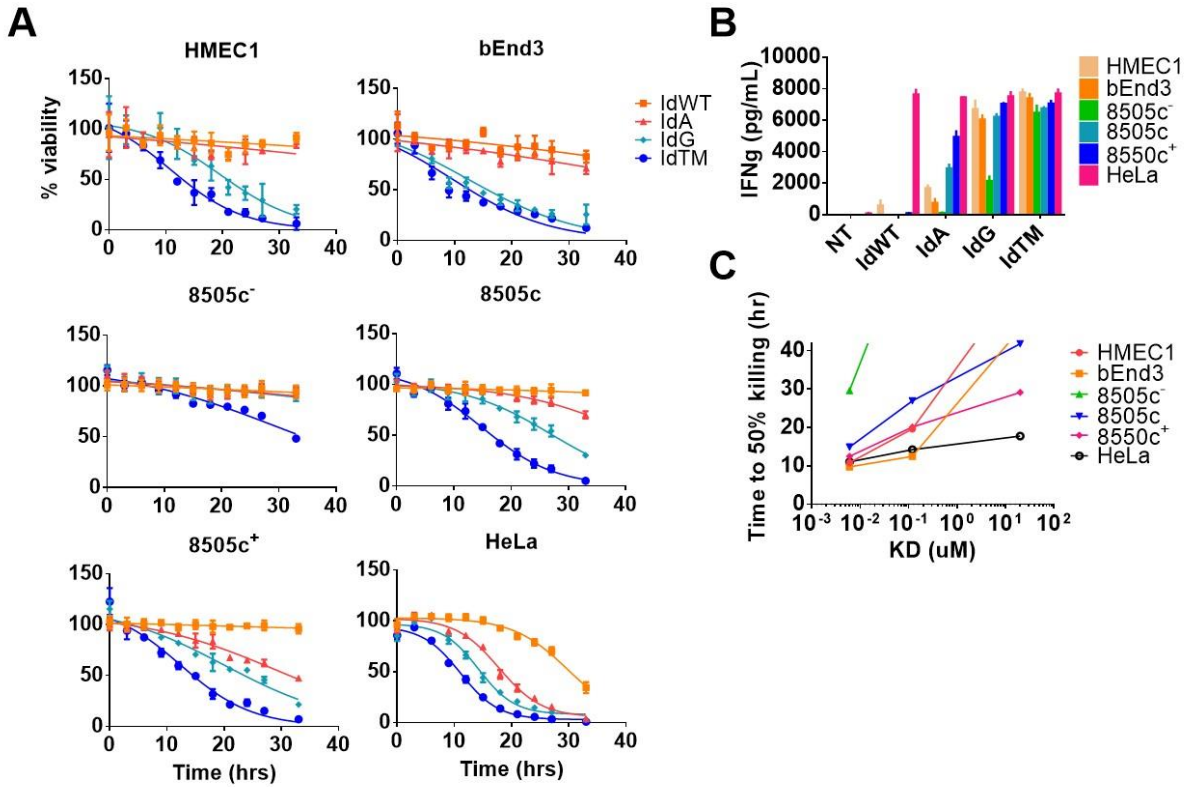 A
HMEC1
150
100
50
0
0 10 20 30 40
% viability
bEnd3
150
100
50
0
0 10 20 30 40
IdWT
IdA
IdG
IdTM
8505c-
150
100
50
0
0 10 20 30 40
8505c
150
100
50
0
0 10 20 30 40
8505c+
150
100
50
0
0 10 20 30 40
Time (hrs)
HeLa
150
100
50
0
0 10 20 30 40
Time (hrs)
B
IFNg (pg/mL)
10000
8000
6000
4000
2000
0
NT IdWT IdA IdG IdTM
HMEC1
bEnd3
8505c-
8505c
8550c+
HeLa
C
Time to 50% killing (hr)
40
30
20
10
0
10-3 10-2 10-1 100 101 102
KD (uM)
HMEC1
bEnd3
8505c-
8505c
8550c+
HeLa